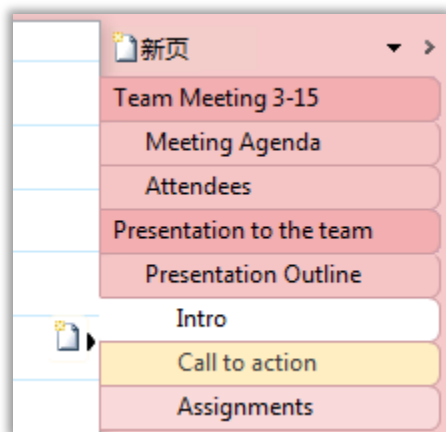 新页
Team Meeting 3-15
Meeting Agenda
Attendees
Presentation to the team
Presentation Outline
Intro
Call to action
Assignments